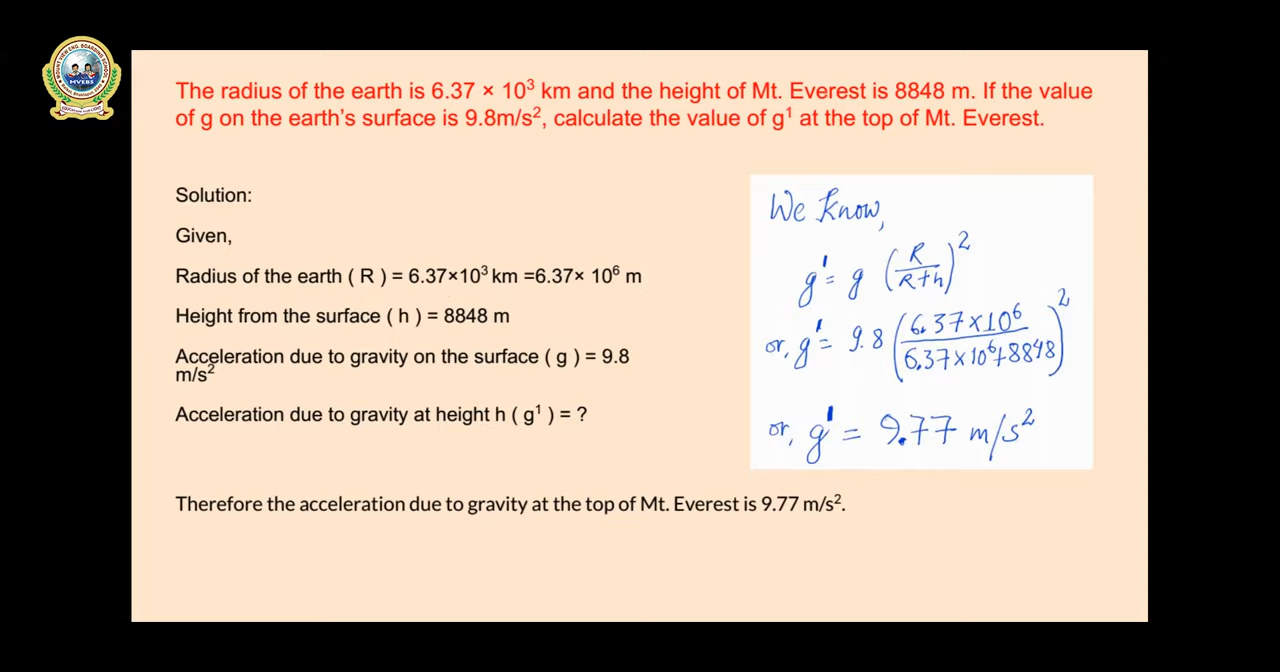 The radius of the earth is 6.37 × 10³ km and the height of Mt. Everest is 8848 m. If the value
of g on the earth's surface is 9.8m/s², calculate the value of g¹ at the top of Mt. Everest.
Solution:
Given,
Radius of the earth ( R ) = 6.37×10³ km =6.37× 10⁶ m
Height from the surface ( h ) = 8848 m
Acceleration due to gravity on the surface ( g ) = 9.8
m/s²
Acceleration due to gravity at height h ( g¹ ) = ?
We Know,
g' = g (R/R+h)²
or, g' = 9.8 (6.37×10⁶/6.37×10⁶+8848)²
or, g' = 9.77 m/s²
Therefore the acceleration due to gravity at the top of Mt. Everest is 9.77 m/s².
MVEBS